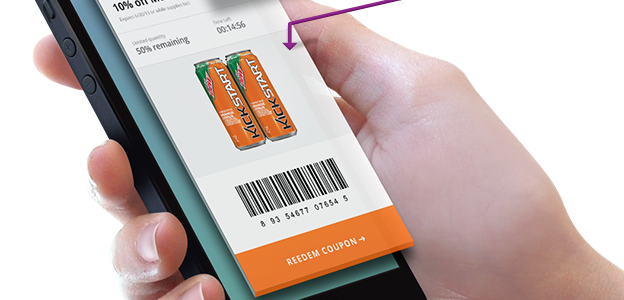 10% off
Limited quantity
50% remaining
Time Left
00:14:56
KICKSTART
KICKSTART
8 93 54677 07654 5
REEDEM COUPON →